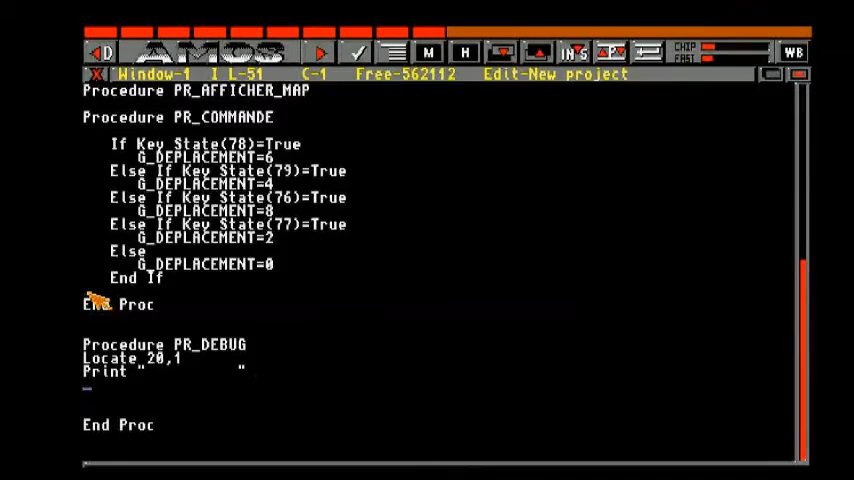 D AMOS M H INS WB
CHIP
FAST
Window-1 I L-51 C-1 Free-562112 Edit-New project
Procedure PR_AFFICHER_MAP
Procedure PR_COMMANDE
If Key State(78)=True
G_DEPLACEMENT=6
Else If Key State(79)=True
G_DEPLACEMENT=4
Else If Key State(76)=True
G_DEPLACEMENT=8
Else If Key State(77)=True
G_DEPLACEMENT=2
Else
G_DEPLACEMENT=0
End If
End Proc
Procedure PR_DEBUG
Locate 20,1
Print "           "
End Proc